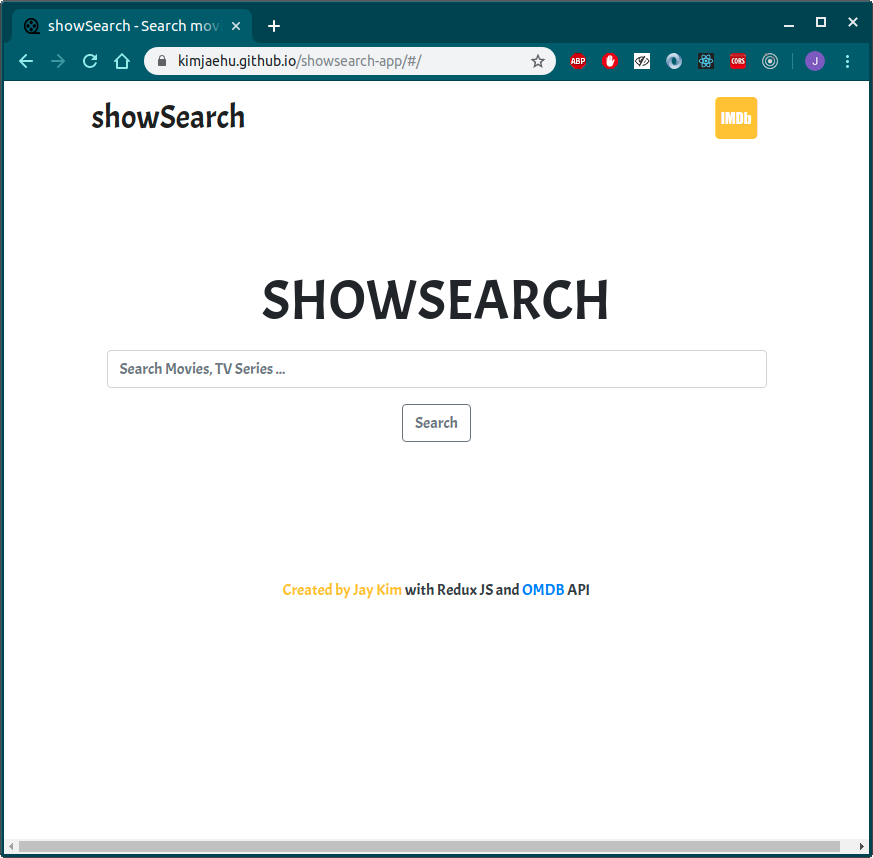 showSearch - Search mov
kimjaehu.github.io/showsearch-app/#/
ABP
CORS
J
showSearch
IMDb
SHOWSEARCH
Search Movies, TV Series ...
Search
Created by Jay Kim with Redux JS and OMDB API